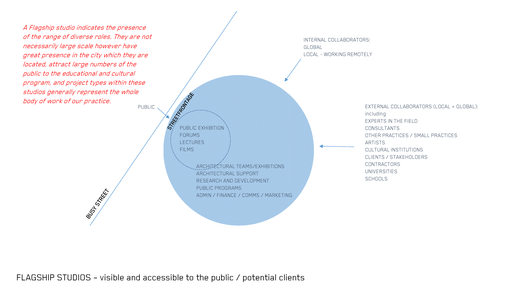 A Flagship studio indicates the presence
of the range of diverse roles. They are not
necessarily large scale however have
great presence in the city which they are
located, attract large numbers of the
public to the educational and cultural
program, and project types within these
studios generally represent the whole
body of work of our practice.
INTERNAL COLLABORATORS:
GLOBAL
LOCAL - WORKING REMOTELY
PUBLIC
STREETFRONTAGE
PUBLIC EXHIBITION
FORUMS
LECTURES
FILMS
EXTERNAL COLLABORATORS (LOCAL + GLOBAL):
including
EXPERTS IN THE FIELD
CONSULTANTS
OTHER PRACTICES / SMALL PRACTICES
ARTISTS
CULTURAL INSTITUTIONS
CLIENTS / STAKEHOLDERS
CONTRACTORS
UNIVERSITIES
SCHOOLS
ARCHITECTURAL TEAMS/EXHIBITIONS
ARCHITECTURAL SUPPORT
RESEARCH AND DEVELOPMENT
PUBLIC PROGRAMS
ADMIN / FINANCE / COMMS / MARKETING
BUSY STREET
FLAGSHIP STUDIOS - visible and accessible to the public / potential clients